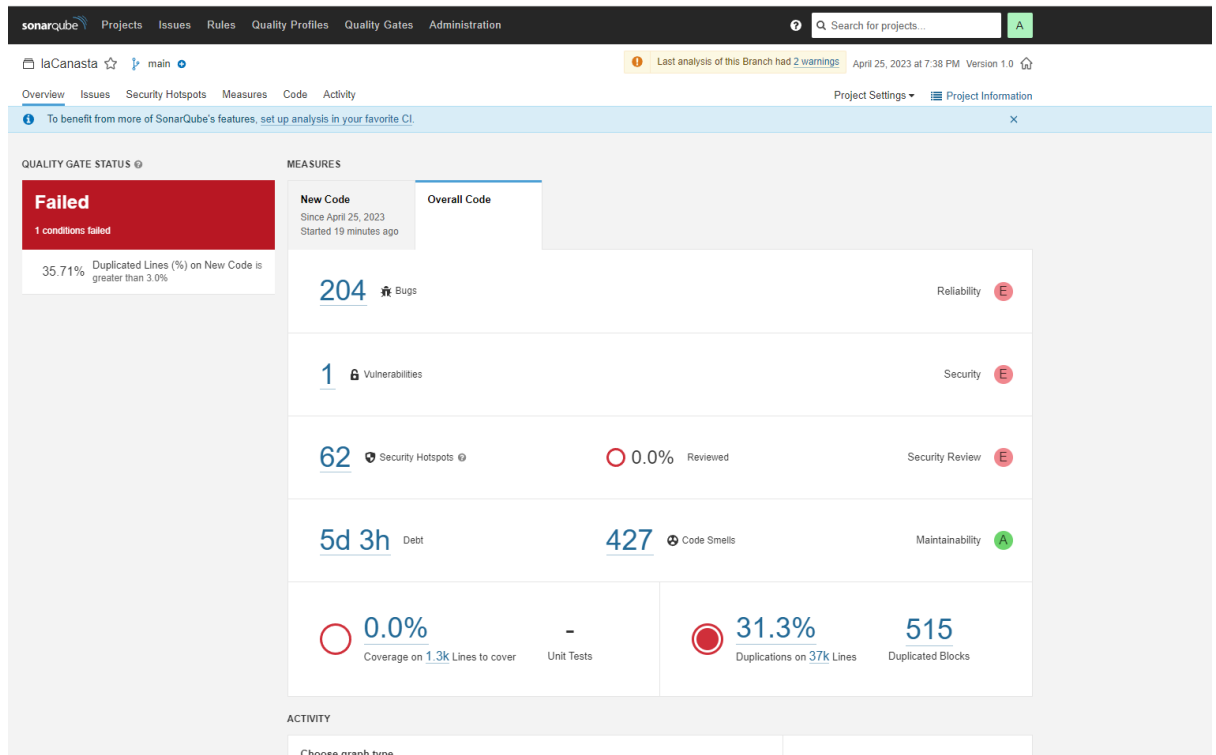 sonarqube Projects Issues Rules Quality Profiles Quality Gates Administration ? Search for projects... A
laCanasta main Last analysis of this Branch had 2 warnings April 25, 2023 at 7:38 PM Version 1.0
Overview Issues Security Hotspots Measures Code Activity Project Settings Project Information
To benefit from more of SonarQube's features, set up analysis in your favorite CI.
QUALITY GATE STATUS
Failed
1 conditions failed
35.71% Duplicated Lines (%) on New Code is
greater than 3.0%
MEASURES
New Code
Since April 25, 2023
Started 19 minutes ago
Overall Code
204 Bugs Reliability E
1 Vulnerabilities Security E
62 Security Hotspots 0.0% Reviewed Security Review E
5d 3h Debt 427 Code Smells Maintainability A
0.0%
Coverage on 1.3k Lines to cover
-
Unit Tests
31.3%
Duplications on 37k Lines
515
Duplicated Blocks
ACTIVITY
Choose graph type